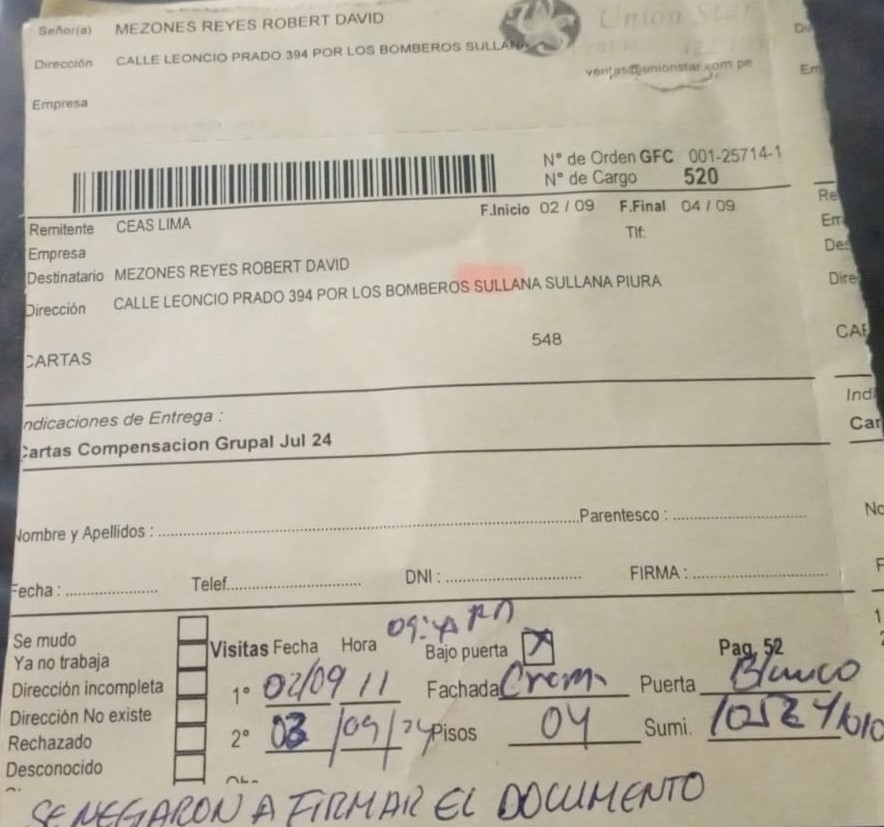 Señor(a) MEZONES REYES ROBERT DAVID
Union Star
Dirección CALLE LEONCIO PRADO 394 POR LOS BOMBEROS SULLANA
ventas@unionstar.com.pe
Empresa
N° de Orden GFC 001-25714-1
N° de Cargo 520
Remitente CEAS LIMA
F.Inicio 02 / 09 F.Final 04 / 09
Empresa
Tlf:
Destinatario MEZONES REYES ROBERT DAVID
Dirección CALLE LEONCIO PRADO 394 POR LOS BOMBEROS SULLANA SULLANA PIURA
CARTAS 548
ndicaciones de Entrega :
Cartas Compensacion Grupal Jul 24
Nombre y Apellidos : Parentesco :
Fecha : Telef. DNI : FIRMA :
Se mudo
Ya no trabaja
Dirección incompleta
Dirección No existe
Rechazado
Desconocido
Visitas Fecha Hora Bajo puerta X Pag. 52
1° 02/09 11 Fachada Crema Puerta Blanco
2° 03/09/24 Pisos 04 Sumi.
SE NEGARON A FIRMAR EL DOCUMENTO